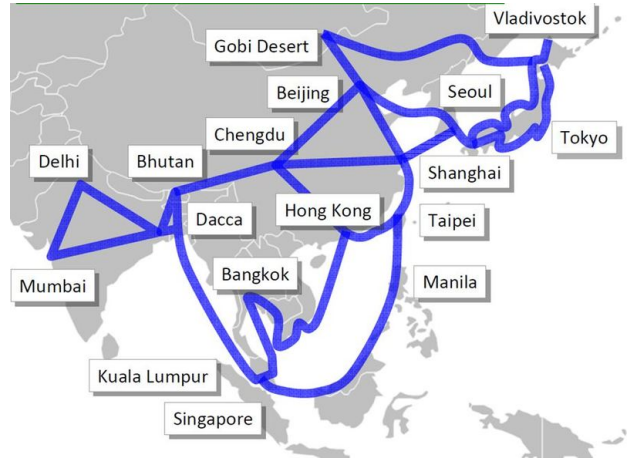 Vladivostok
Gobi Desert
Beijing
Seoul
Chengdu
Tokyo
Delhi
Bhutan
Shanghai
Dacca
Hong Kong
Taipei
Bangkok
Mumbai
Manila
Kuala Lumpur
Singapore